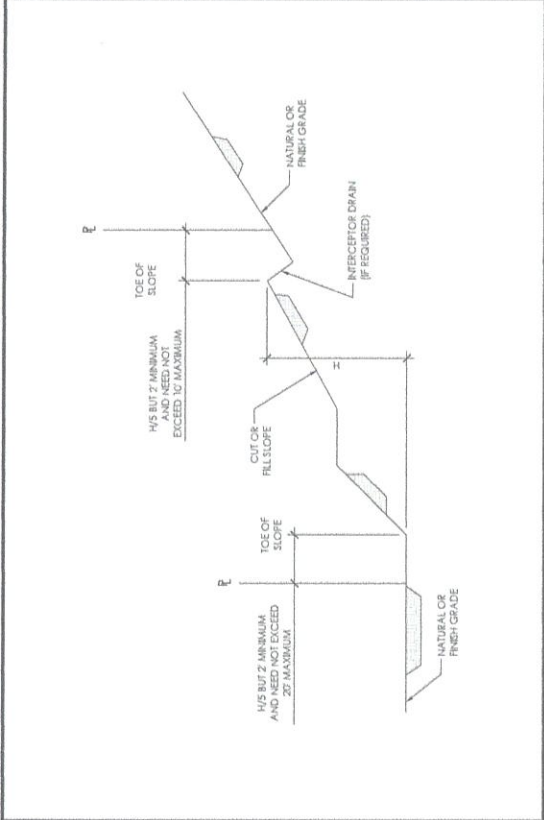 H/5 BUT 2' MINIMUM
AND NEED NOT
EXCEED 10' MAXIMUM
TOE OF
SLOPE
PL
NATURAL OR
FINISH GRADE
INTERCEPTOR DRAIN
(IF REQUIRED)
CUT OR
FILL SLOPE
H
H/5 BUT 2' MINIMUM
AND NEED NOT EXCEED
20' MAXIMUM
PL
TOE OF
SLOPE
NATURAL OR
FINISH GRADE